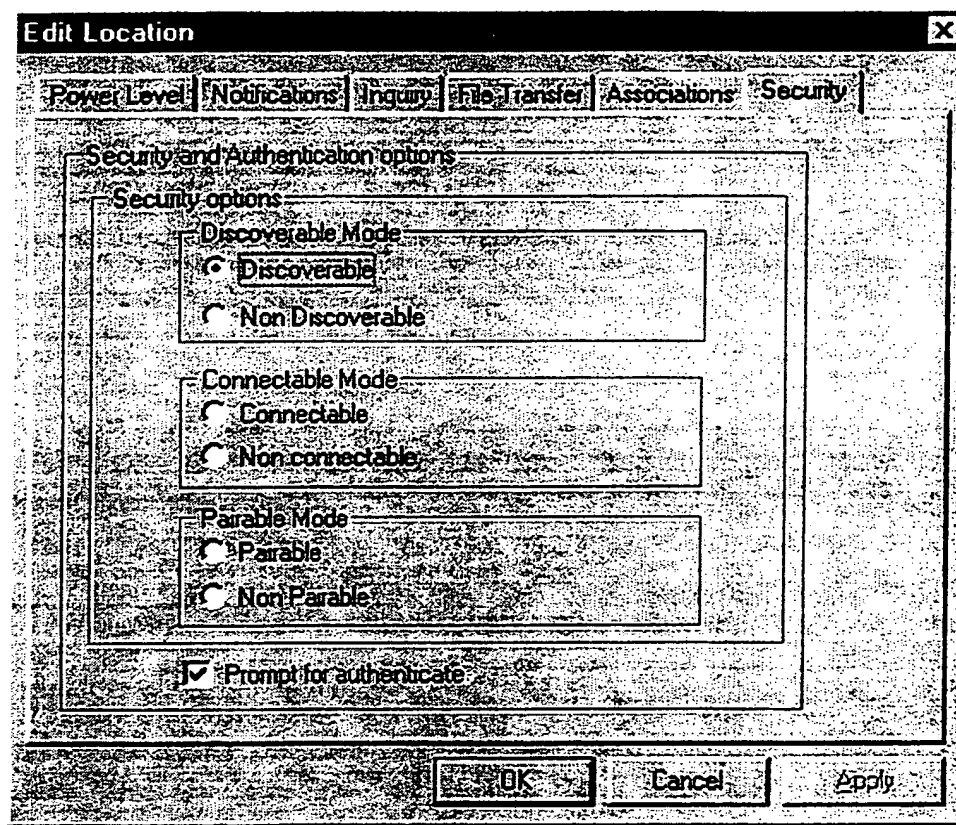 Edit Location
Power Level Notifications Inquiry File Transfer Associations Security
Security and Authentication options
Security options
Discoverable Mode
Discoverable
Non Discoverable
Connectable Mode
Connectable
Non connectable
Pairable Mode
Pairable
Non Pairable
Prompt for authenticate
OK Cancel Apply